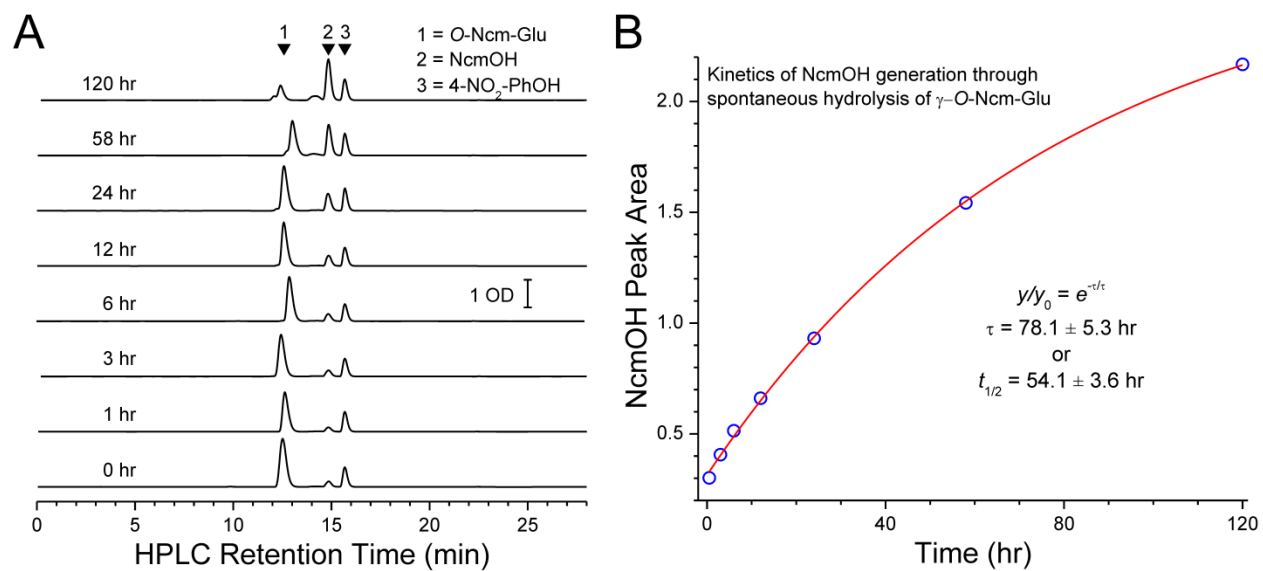 A
1 2 3
1 = O-Ncm-Glu
2 = NcmOH
3 = 4-NO₂-PhOH
120 hr
58 hr
24 hr
12 hr
6 hr
1 OD
3 hr
1 hr
0 hr
0 5 10 15 20 25
HPLC Retention Time (min)
B
Kinetics of NcmOH generation through
spontaneous hydrolysis of γ–O-Ncm-Glu
NcmOH Peak Area
2.0
1.5
1.0
0.5
y/y₀ = e^-τ/τ
τ = 78.1 ± 5.3 hr
or
t₁/₂ = 54.1 ± 3.6 hr
0 40 80 120
Time (hr)